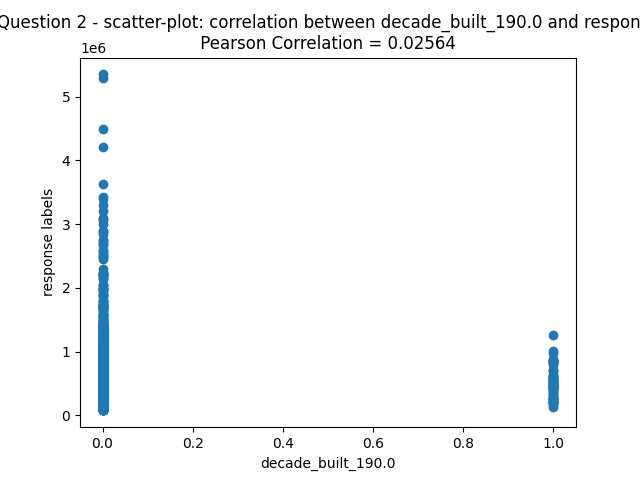 Question 2 - scatter-plot: correlation between decade_built_190.0 and respon
Pearson Correlation = 0.02564
1e6
5
4
3
2
1
0
response labels
0.0 0.2 0.4 0.6 0.8 1.0
decade_built_190.0